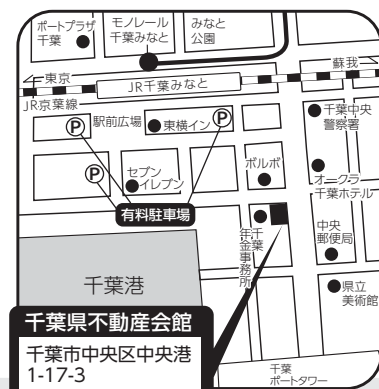 ポートプラザ
千葉
モノレール
千葉みなと
みなと
公園
東京
蘇我
JR千葉みなと
JR京葉線
駅前広場
P
東横イン
P
千葉中央
警察署
P
セブン
イレブン
ボルボ
オークラ
千葉ホテル
有料駐車場
千葉
年金事務所
中央
郵便局
千葉港
県立
美術館
千葉県不動産会館
千葉市中央区中央港
1-17-3
千葉
ポートタワー